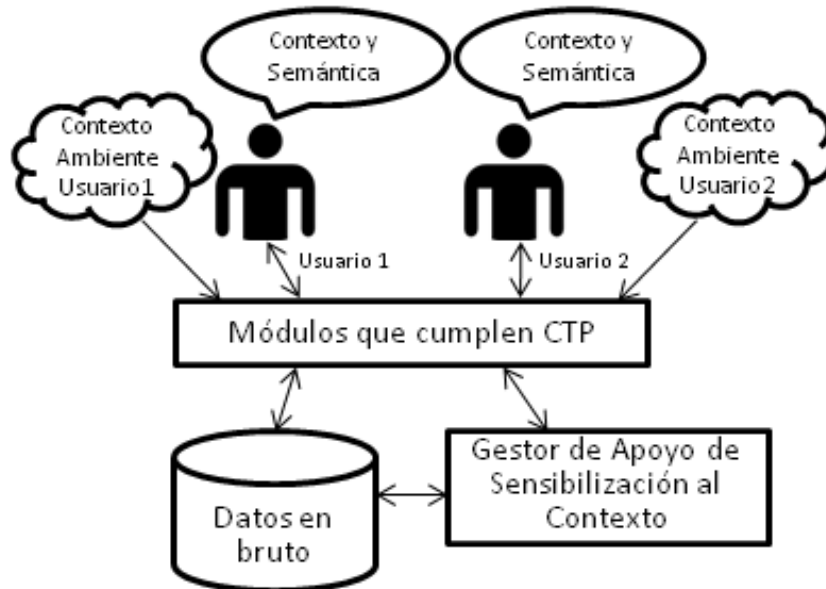 Contexto y
Semántica
Contexto y
Semántica
Contexto
Ambiente
Usuario1
Contexto
Ambiente
Usuario2
Usuario 1
Usuario 2
Módulos que cumplen CTP
Datos en
bruto
Gestor de Apoyo de
Sensibilización al
Contexto